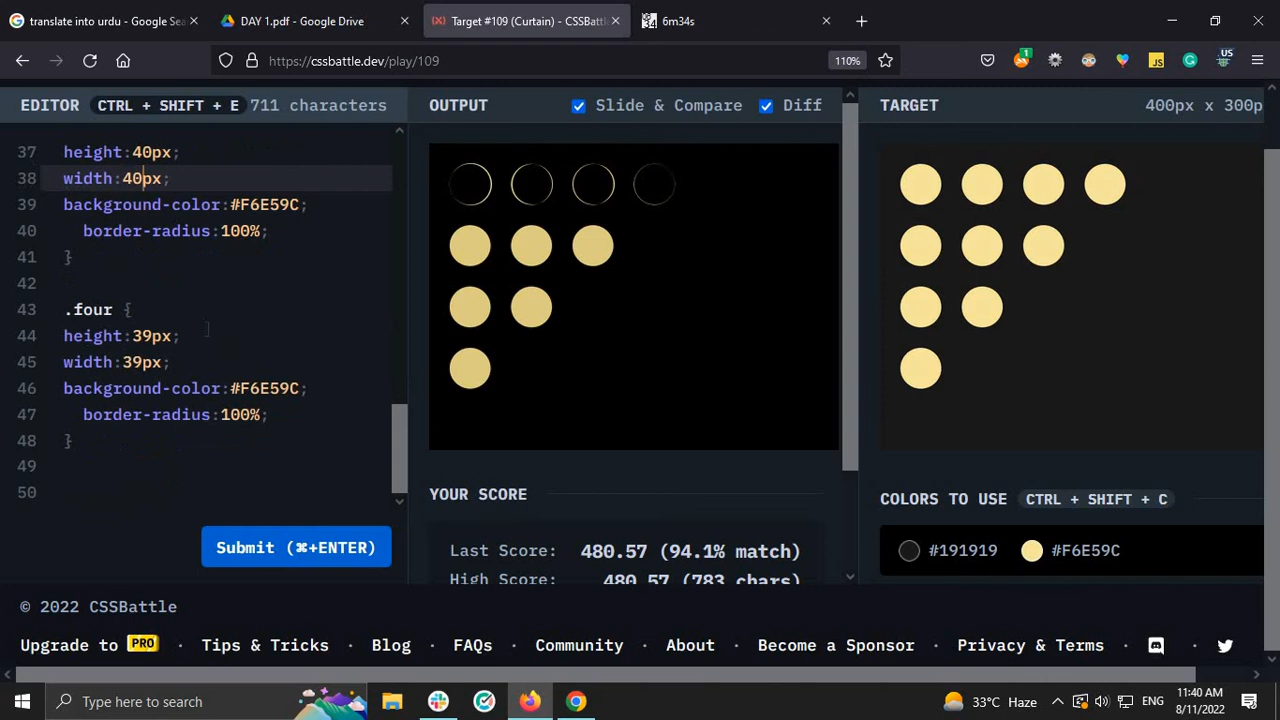 translate into urdu - Google Sea
DAY 1.pdf - Google Drive
Target #109 (Curtain) - CSSBattle
6m34s
https://cssbattle.dev/play/109
110%
1
JS
US
EDITOR CTRL + SHIFT + E 711 characters
OUTPUT
Slide & Compare
Diff
TARGET
400px x 300p
37 height:40px;
38 width:40px;
39 background-color:#F6E59C;
40 border-radius:100%;
41 }
42
43 .four {
44 height:39px;
45 width:39px;
46 background-color:#F6E59C;
47 border-radius:100%;
48 }
49
50
Submit (⌘+ENTER)
YOUR SCORE
Last Score: 480.57 (94.1% match)
High Score: 480.57 (783 chars)
COLORS TO USE CTRL + SHIFT + C
#191919
#F6E59C
© 2022 CSSBattle
Upgrade to PRO · Tips & Tricks · Blog · FAQs · Community · About · Become a Sponsor · Privacy & Terms ·
Type here to search
33°C Haze
ENG
11:40 AM
8/11/2022